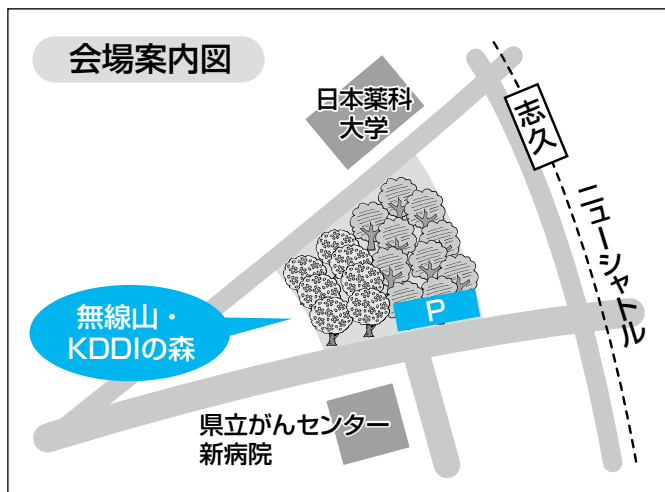 会場案内図
日本薬科
大学
志久
ニューシャトル
無線山・
KDDIの森
P
県立がんセンター
新病院